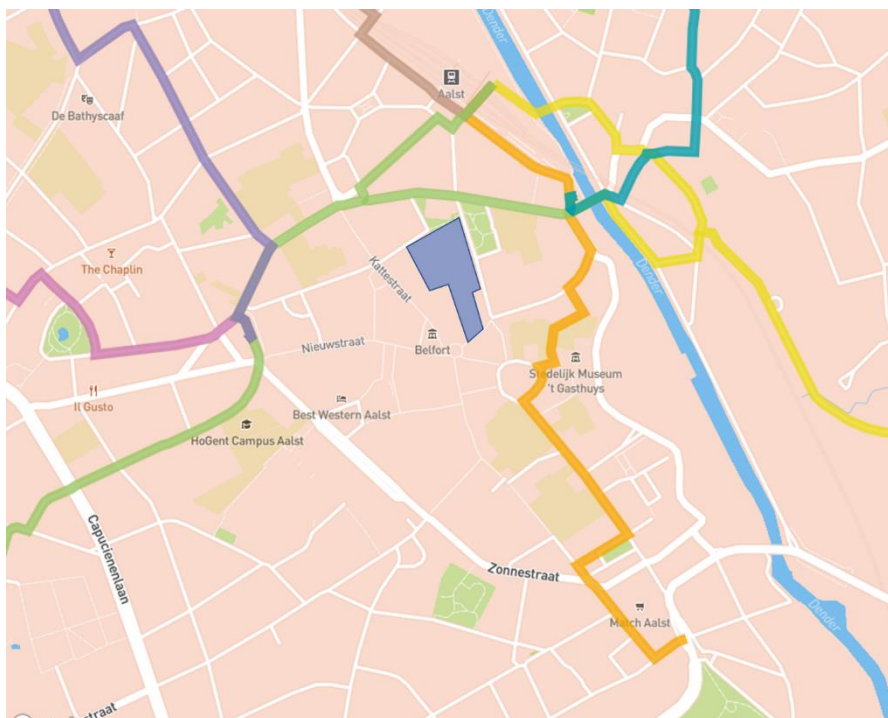 Dender
Aalst
De Bathyscaaf
The Chaplin
Kattestraat
Dender
Nieuwstraat
Belfort
Stedelijk Museum
't Gasthuys
Il Gusto
Best Western Aalst
HoGent Campus Aalst
Capucienenlaan
Zonnestraat
Match Aalst
Dender
straat